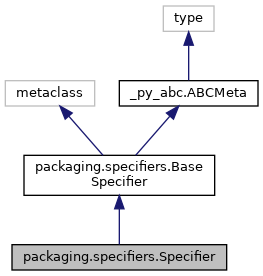 type
metaclass
_py_abc.ABCMeta
packaging.specifiers.Base
Specifier
packaging.specifiers.Specifier